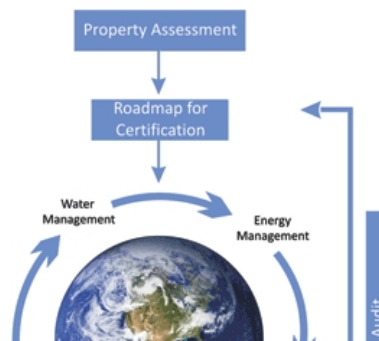 Property Assessment
Roadmap for
Certification
Water
Management
Energy
Management
Audit